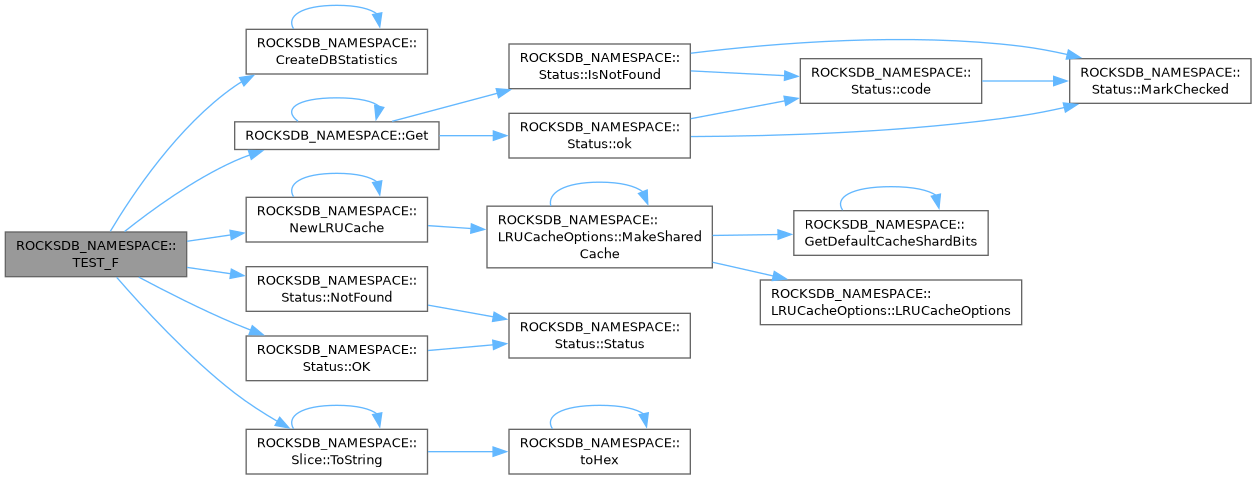 ROCKSDB_NAMESPACE::
TEST_F
ROCKSDB_NAMESPACE::
CreateDBStatistics
ROCKSDB_NAMESPACE::Get
ROCKSDB_NAMESPACE::
Status::IsNotFound
ROCKSDB_NAMESPACE::
Status::code
ROCKSDB_NAMESPACE::
Status::MarkChecked
ROCKSDB_NAMESPACE::
Status::ok
ROCKSDB_NAMESPACE::
NewLRUCache
ROCKSDB_NAMESPACE::
LRUCacheOptions::MakeShared
Cache
ROCKSDB_NAMESPACE::
GetDefaultCacheShardBits
ROCKSDB_NAMESPACE::
LRUCacheOptions::LRUCacheOptions
ROCKSDB_NAMESPACE::
Status::NotFound
ROCKSDB_NAMESPACE::
Status::Status
ROCKSDB_NAMESPACE::
Status::OK
ROCKSDB_NAMESPACE::
Slice::ToString
ROCKSDB_NAMESPACE::
toHex